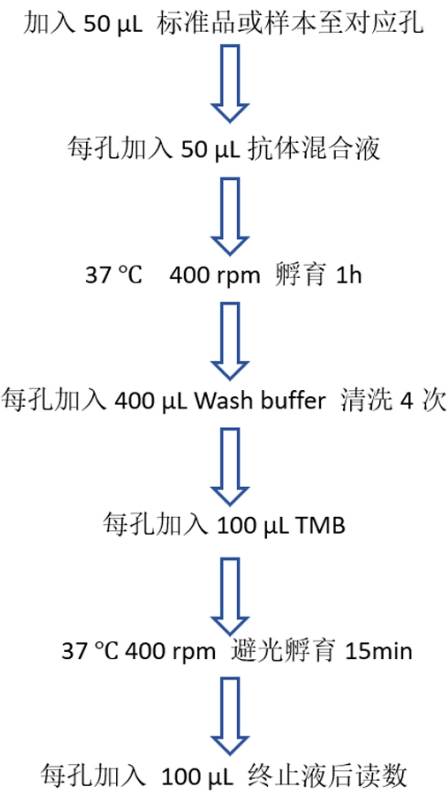 加入 50 μL 标准品或样本至对应孔
每孔加入 50 μL 抗体混合液
37 ℃ 400 rpm 孵育 1h
每孔加入 400 μL Wash buffer 清洗 4 次
每孔加入 100 μL TMB
37 ℃ 400 rpm 避光孵育 15min
每孔加入 100 μL 终止液后读数